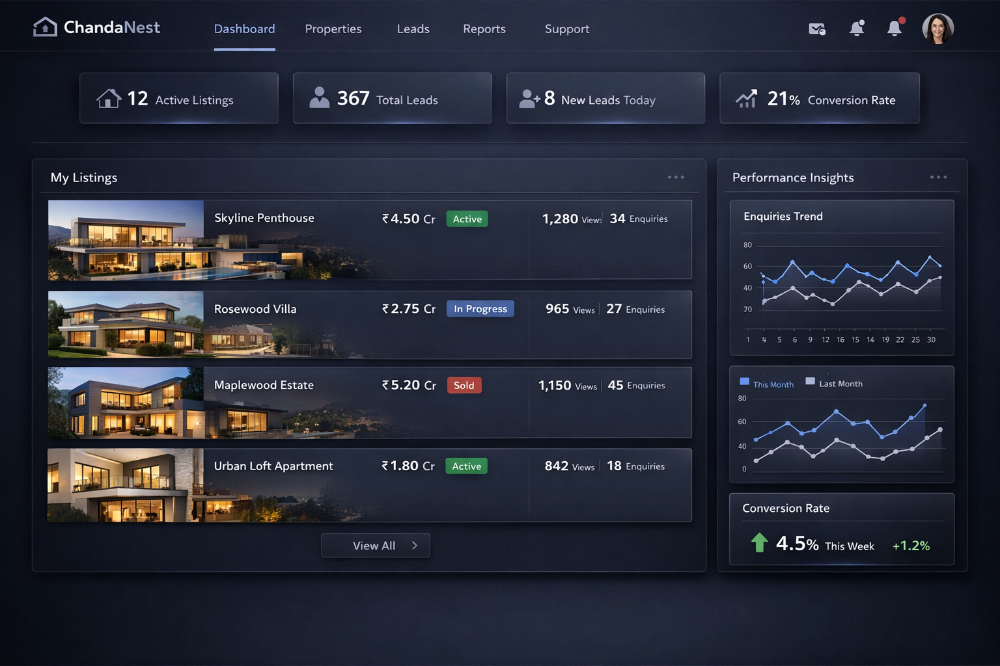 ChandaNest
Dashboard Properties Leads Reports Support
12 Active Listings
367 Total Leads
8 New Leads Today
21% Conversion Rate
My Listings
Skyline Penthouse ₹4.50 Cr Active 1,280 Views 34 Enquiries
Rosewood Villa ₹2.75 Cr In Progress 965 Views 27 Enquiries
Maplewood Estate ₹5.20 Cr Sold 1,150 Views 45 Enquiries
Urban Loft Apartment ₹1.80 Cr Active 842 Views 18 Enquiries
View All
Performance Insights
Enquiries Trend
80
60
40
20
1 4 5 6 9 12 16 15 14 19 22 25 30
This Month Last Month
80
60
40
0
Conversion Rate
4.5% This Week +1.2%